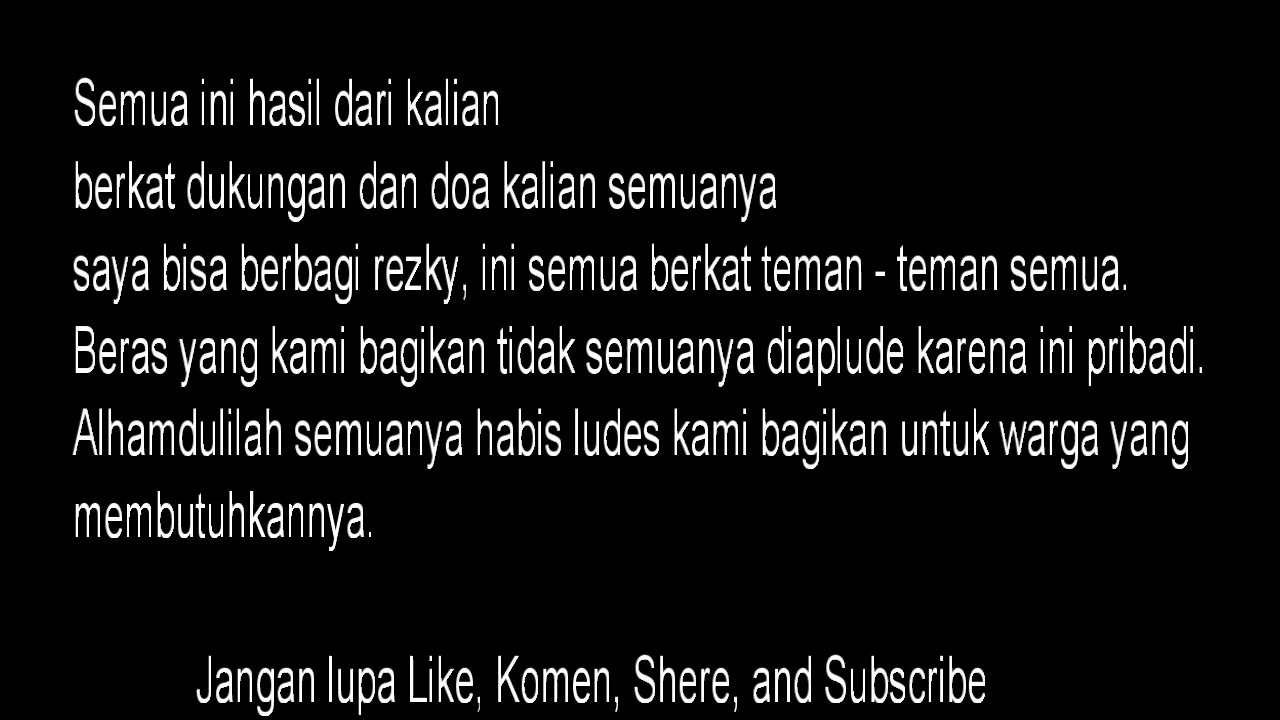 Semua ini hasil dari kalian
berkat dukungan dan doa kalian semuanya
saya bisa berbagi rezky, ini semua berkat teman - teman semua.
Beras yang kami bagikan tidak semuanya diaplude karena ini pribadi.
Alhamdulilah semuanya habis ludes kami bagikan untuk warga yang
membutuhkannya.
Jangan lupa Like, Komen, Shere, and Subscribe